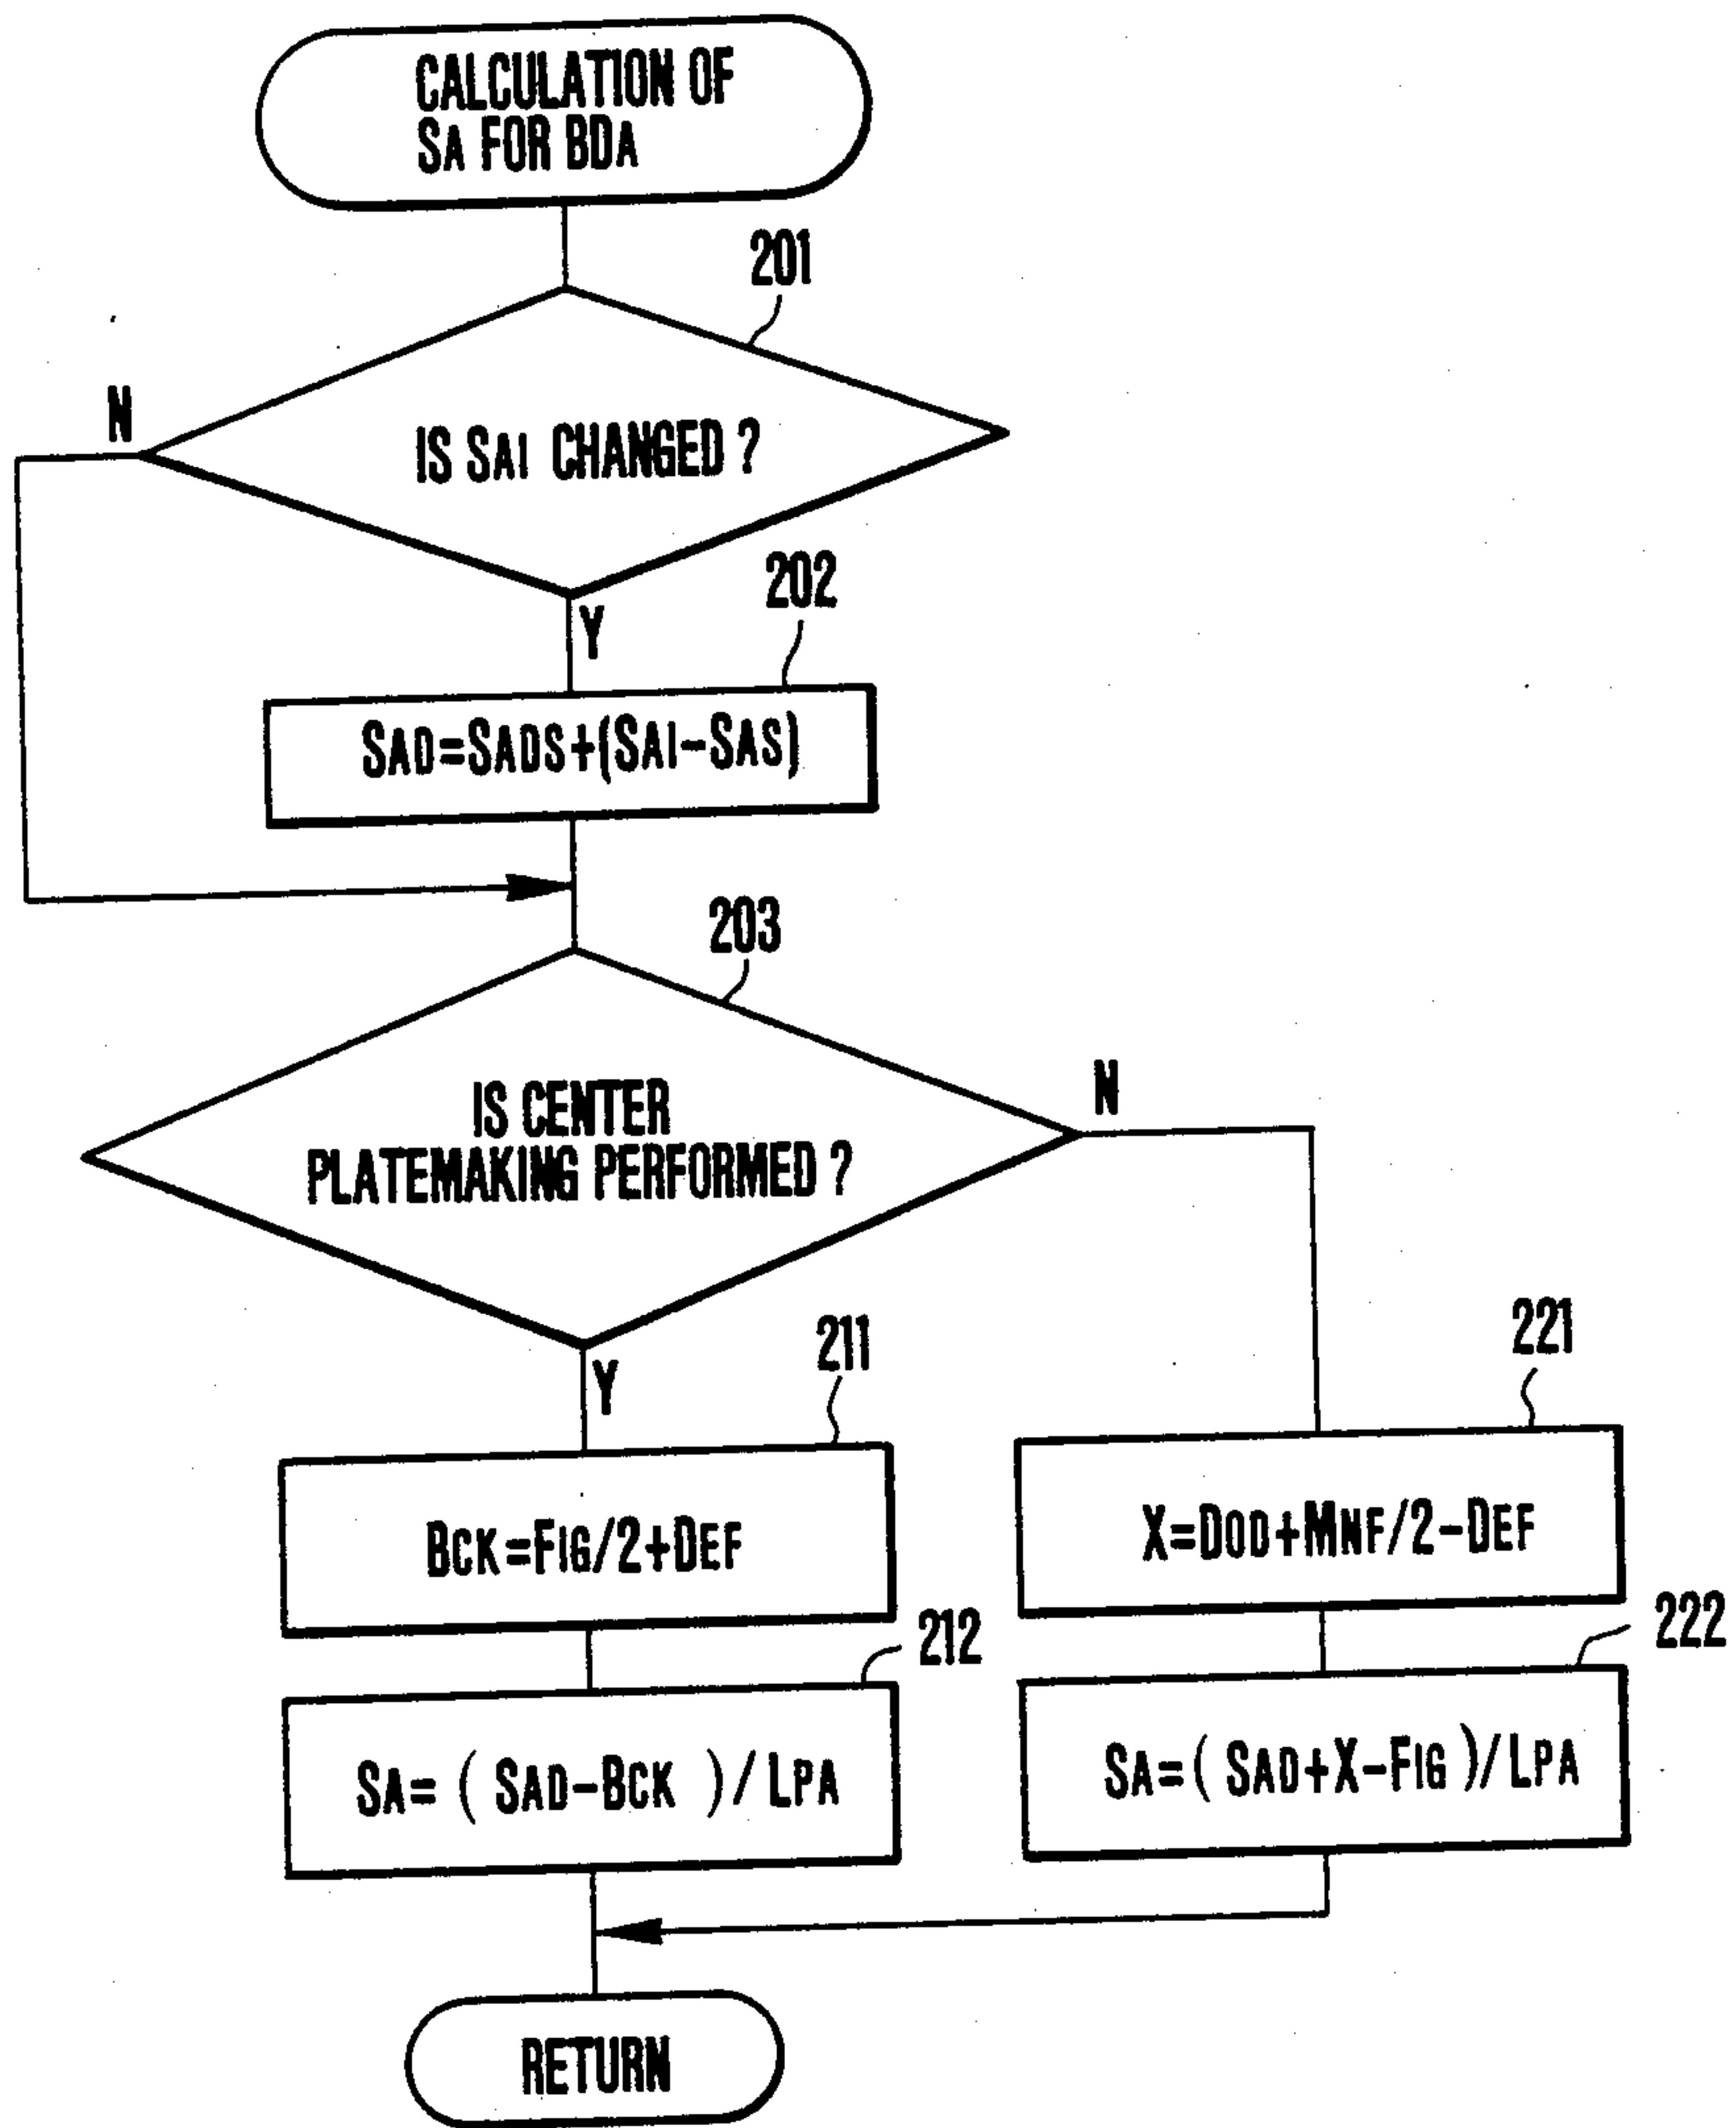 CALCULATION OF
SA FOR BDA
201
N
IS SAI CHANGED ?
202
Y
SAD=SADS+(SAI-SAS)
203
IS CENTER
PLATEMAKING PERFORMED ?
N
Y
211
221
BCK=FIG/2+DEF
X=DOD+MNF/2-DEF
212
222
SA= (SAD-BCK )/LPA
SA=(SAD+X-FIG)/LPA
RETURN